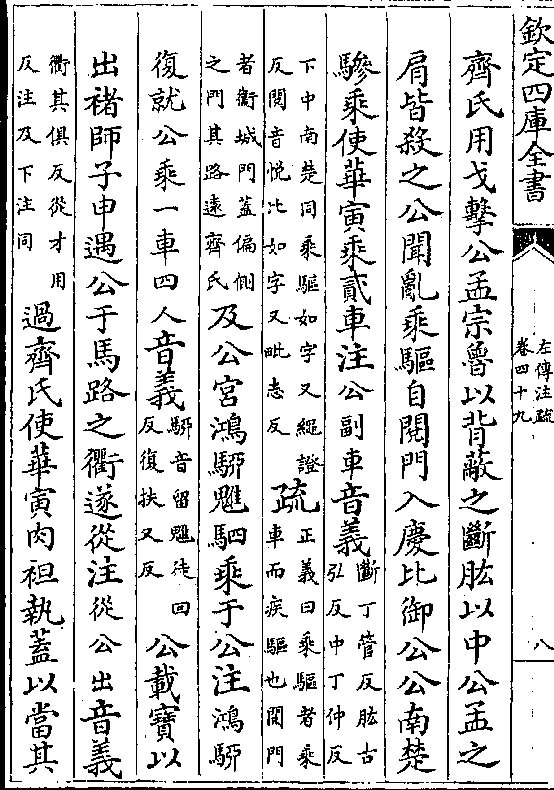 欽定四庫全書
左傳注疏
卷四十九
八
齊氏用戈擊公孟宗魯以背蔽之斷肱以中公孟之
肩皆殺之公聞亂乘驅自閱門入慶比御公公南楚
驂乘使華寅乘貳車注公副車音義斷丁管反肱古弘反中丁仲反
下中南楚同乘驅如字又繩證反閱音悅比如字又毗志反疏正義曰乘驅者乘車而疾驅也閱門
者衛城門蓋偏側之門其路遠齊氏及公宮鴻駵魋駟乘于公注鴻駵
復就公乘一車四人音義駵音留魋徒回反復扶又反公載寶以
出褚師子申遇公于馬路之衢遂從注從公出音義
衢其俱反從才用反注及下注同過齊氏使華寅肉袒執蓋以當其